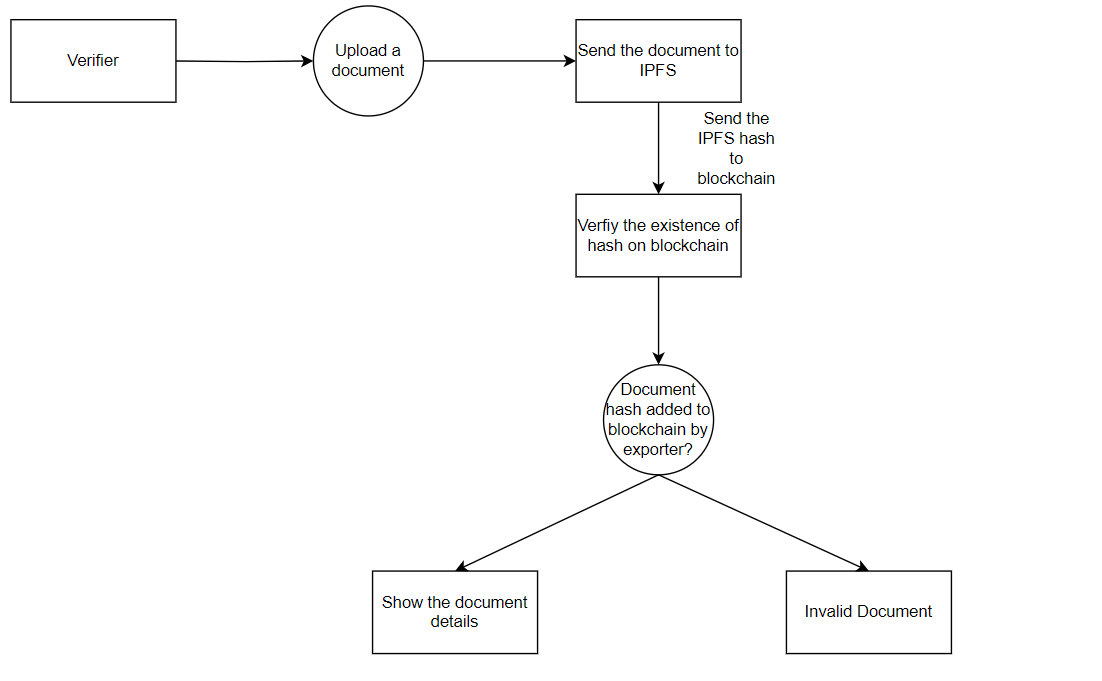 Verifier
Upload a
document
Send the document to
IPFS
Send the
IPFS hash
to
blockchain
Verfiy the existence of
hash on blockchain
Document
hash added to
blockchain by
exporter?
Show the document
details
Invalid Document